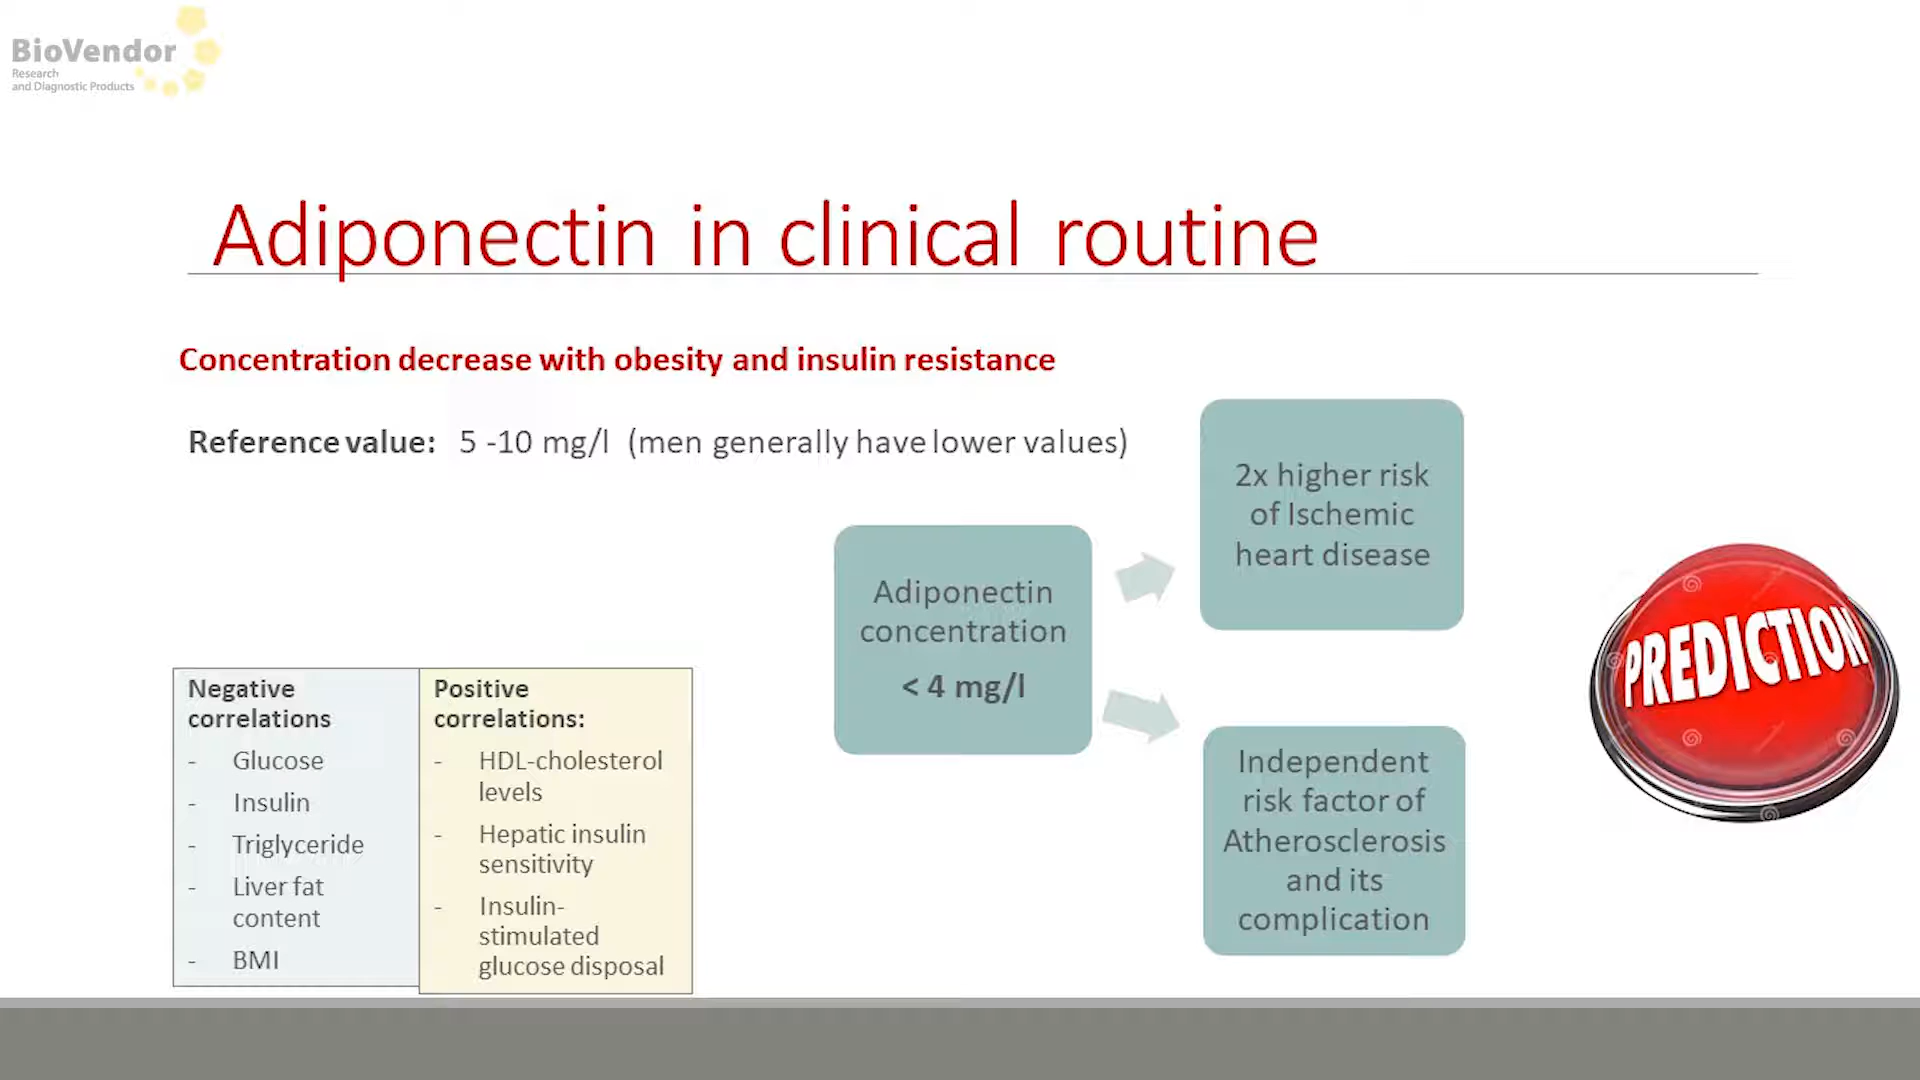 BioVendor
Research
and Diagnostic Products
Adiponectin in clinical routine
Concentration decrease with obesity and insulin resistance
Reference value: 5 -10 mg/l (men generally have lower values)
Negative
correlations
- Glucose
- Insulin
- Triglyceride
- Liver fat
content
- BMI
Positive
correlations:
- HDL-cholesterol
levels
- Hepatic insulin
sensitivity
- Insulin-
stimulated
glucose disposal
Adiponectin
concentration
< 4 mg/l
2x higher risk
of Ischemic
heart disease
Independent
risk factor of
Atherosclerosis
and its
complication
PREDICTION